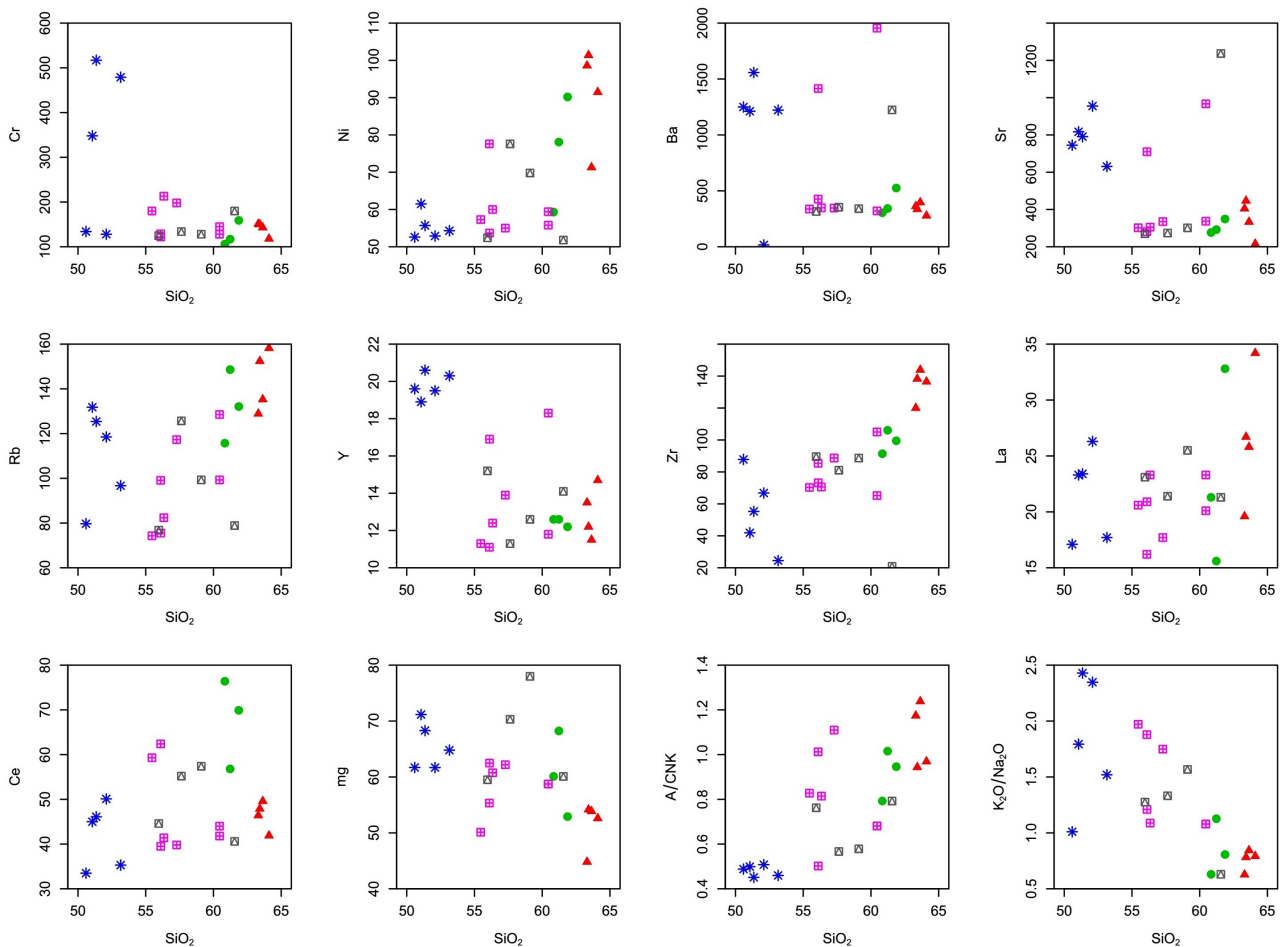 600
500
400
300
200
100
Cr
50 55 60 65
SiO₂
110
100
90
80
70
60
50
Ni
50 55 60 65
SiO₂
2000
1500
1000
500
0
Ba
50 55 60 65
SiO₂
1200
800
600
400
200
Sr
50 55 60 65
SiO₂
160
140
120
100
80
60
Rb
50 55 60 65
SiO₂
22
20
18
16
14
12
10
Y
50 55 60 65
SiO₂
140
100
80
60
40
20
Zr
50 55 60 65
SiO₂
35
30
25
20
15
La
50 55 60 65
SiO₂
80
70
60
50
40
30
Ce
50 55 60 65
SiO₂
80
70
60
50
40
mg
50 55 60 65
SiO₂
1.4
1.2
1.0
0.8
0.6
0.4
A/CNK
50 55 60 65
SiO₂
2.5
2.0
1.5
1.0
0.5
K₂O/Na₂O
50 55 60 65
SiO₂